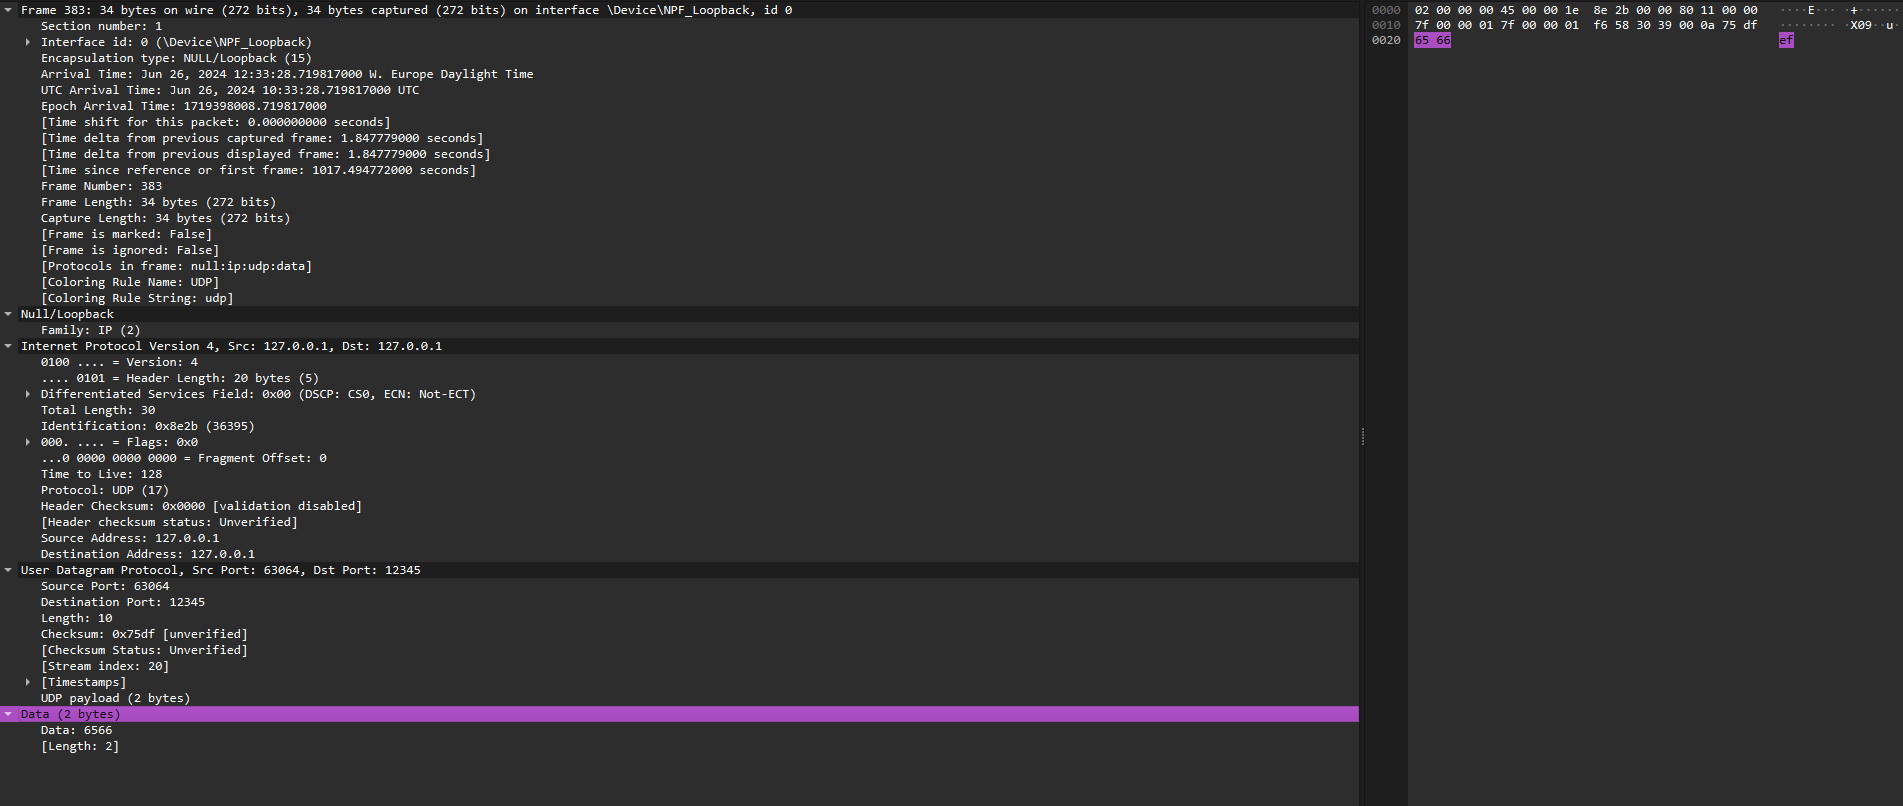 Frame 383: 34 bytes on wire (272 bits), 34 bytes captured (272 bits) on interface \Device\NPF_Loopback, id 0
Section number: 1
Interface id: 0 (\Device\NPF_Loopback)
Encapsulation type: NULL/Loopback (15)
Arrival Time: Jun 26, 2024 12:33:28.719817000 W. Europe Daylight Time
UTC Arrival Time: Jun 26, 2024 10:33:28.719817000 UTC
Epoch Arrival Time: 1719398008.719817000
[Time shift for this packet: 0.000000000 seconds]
[Time delta from previous captured frame: 1.847779000 seconds]
[Time delta from previous displayed frame: 1.847779000 seconds]
[Time since reference or first frame: 1017.494772000 seconds]
Frame Number: 383
Frame Length: 34 bytes (272 bits)
Capture Length: 34 bytes (272 bits)
[Frame is marked: False]
[Frame is ignored: False]
[Protocols in frame: null:ip:udp:data]
[Coloring Rule Name: UDP]
[Coloring Rule String: udp]
Null/Loopback
Family: IP (2)
Internet Protocol Version 4, Src: 127.0.0.1, Dst: 127.0.0.1
0100 .... = Version: 4
.... 0101 = Header Length: 20 bytes (5)
Differentiated Services Field: 0x00 (DSCP: CS0, ECN: Not-ECT)
Total Length: 30
Identification: 0x8e2b (36395)
000. .... = Flags: 0x0
...0 0000 0000 0000 = Fragment Offset: 0
Time to Live: 128
Protocol: UDP (17)
Header Checksum: 0x0000 [validation disabled]
[Header checksum status: Unverified]
Source Address: 127.0.0.1
Destination Address: 127.0.0.1
User Datagram Protocol, Src Port: 63064, Dst Port: 12345
Source Port: 63064
Destination Port: 12345
Length: 10
Checksum: 0x75df [unverified]
[Checksum Status: Unverified]
[Stream index: 20]
[Timestamps]
UDP payload (2 bytes)
Data (2 bytes)
Data: 6566
[Length: 2]
0000 02 00 00 00 45 00 00 1e 8e 2b 00 00 80 11 00 00 ····E··· ·+······
0010 7f 00 00 01 7f 00 00 01 f6 58 30 39 00 0a 75 df ········ ·X09··u·
0020 65 66 ef